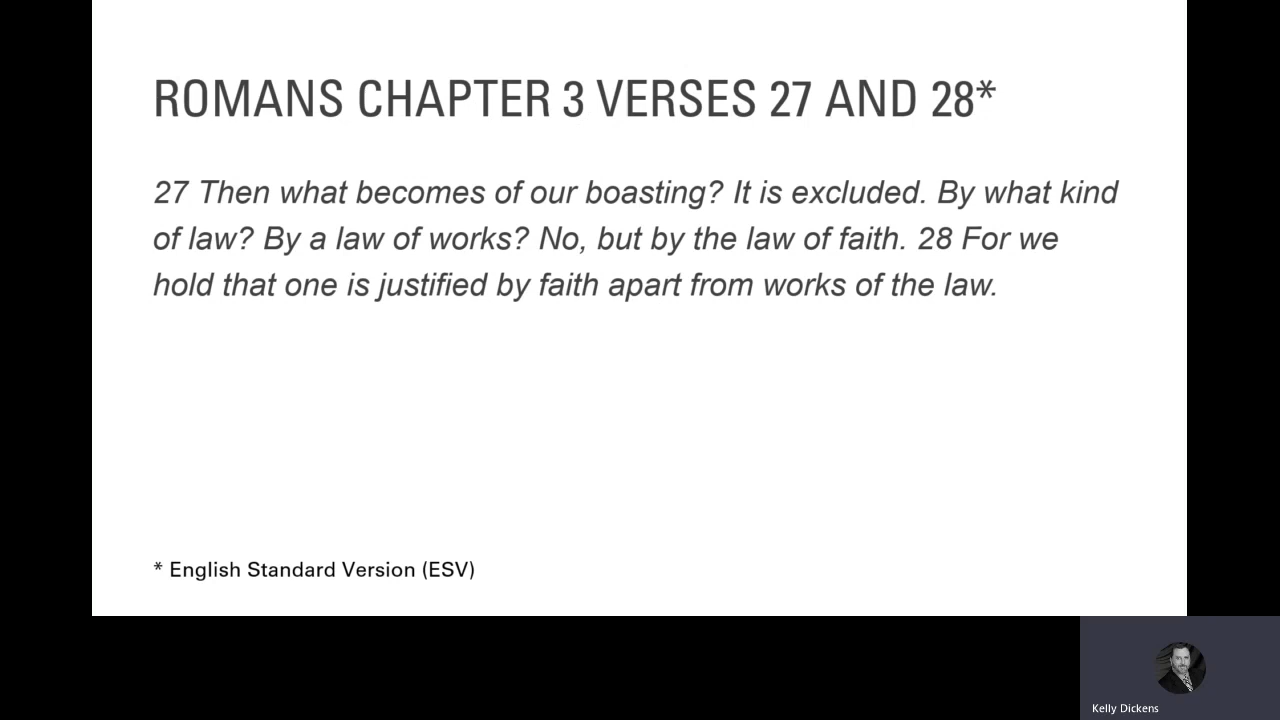 ROMANS CHAPTER 3 VERSES 27 AND 28*
27 Then what becomes of our boasting? It is excluded. By what kind
of law? By a law of works? No, but by the law of faith. 28 For we
hold that one is justified by faith apart from works of the law.
* English Standard Version (ESV)
Kelly Dickens